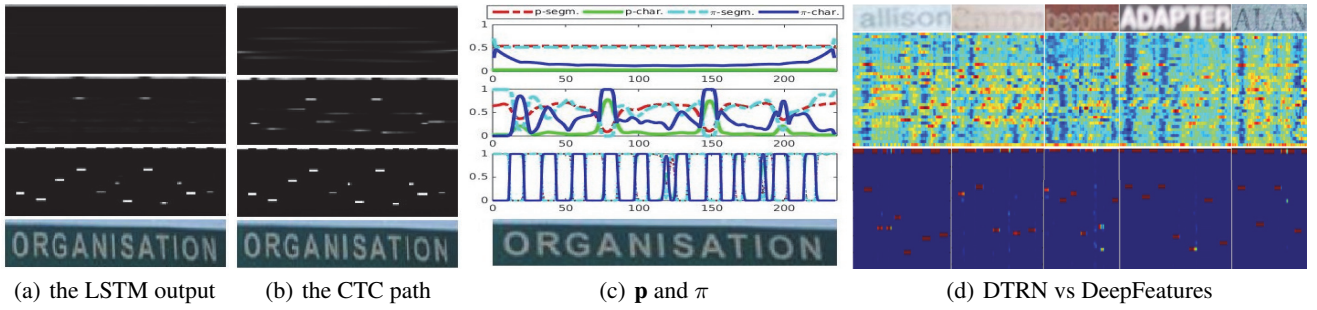 p-segm. p-char. π-segm. π-char.
1
0.5
0
0 50 100 150 200
1
0.5
0
0 50 100 150 200
1
0.5
0
0 50 100 150 200
ORGANISATION ORGANISATION ORGANISATION
allison become ADAPTER ALAN
(a) the LSTM output (b) the CTC path (c) p and π (d) DTRN vs DeepFeatures